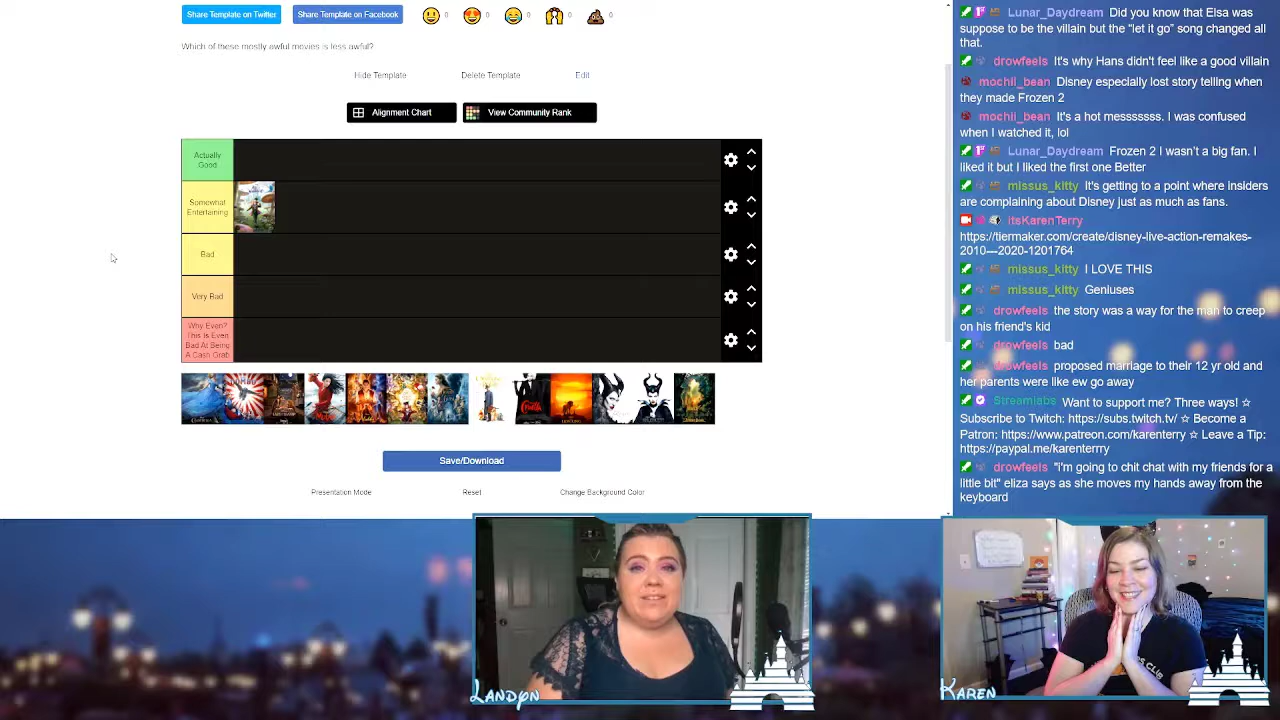 Share Template on Twitter
Share Template on Facebook
0
0
0
0
0
Which of these mostly awful movies is less awful?
Hide Template
Delete Template
Edit
Alignment Chart
View Community Rank
Actually
Good
Somewhat
Entertaining
Bad
Very Bad
Why Even?
This Is Even
Bad At Being
A Cash Grab
Save/Download
Presentation Mode
Reset
Change Background Color
Lunar_Daydream Did you know that Elsa was
suppose to be the villain but the "let it go" song changed all
that.
drowfeels It's why Hans didn't feel like a good villain
mochii_bean Disney especially lost story telling when
they made Frozen 2
mochii_bean It's a hot messsssss, I was confused
when I watched it, lol
Lunar_Daydream Frozen 2 I wasn't a big fan. I
liked it but I liked the first one Better
missus_kitty It's getting to a point where insiders
are complaining about DIsney just as much as fans.
itsKarenTerry
https://tiermaker.com/create/disney-live-action-remakes-
2010---2020-1201764
missus_kitty I LOVE THIS
missus_kitty Geniuses
drowfeels the story was a way for the man to creep
on his friend's kid
drowfeels bad
drowfeels proposed marriage to their 12 yr old and
her parents were like ew go away
Streamlabs Want to support me? Three ways! ☆
Subscribe to Twitch: https://subs.twitch.tv/ ☆ Become a
Patron: https://www.patreon.com/karenterry ☆ Leave a Tip:
https://paypal.me/karenterrry
drowfeels "I'm going to chit chat with my friends for a
little bit" eliza says as she moves my hands away from the
keyboard
Landyn
Karen